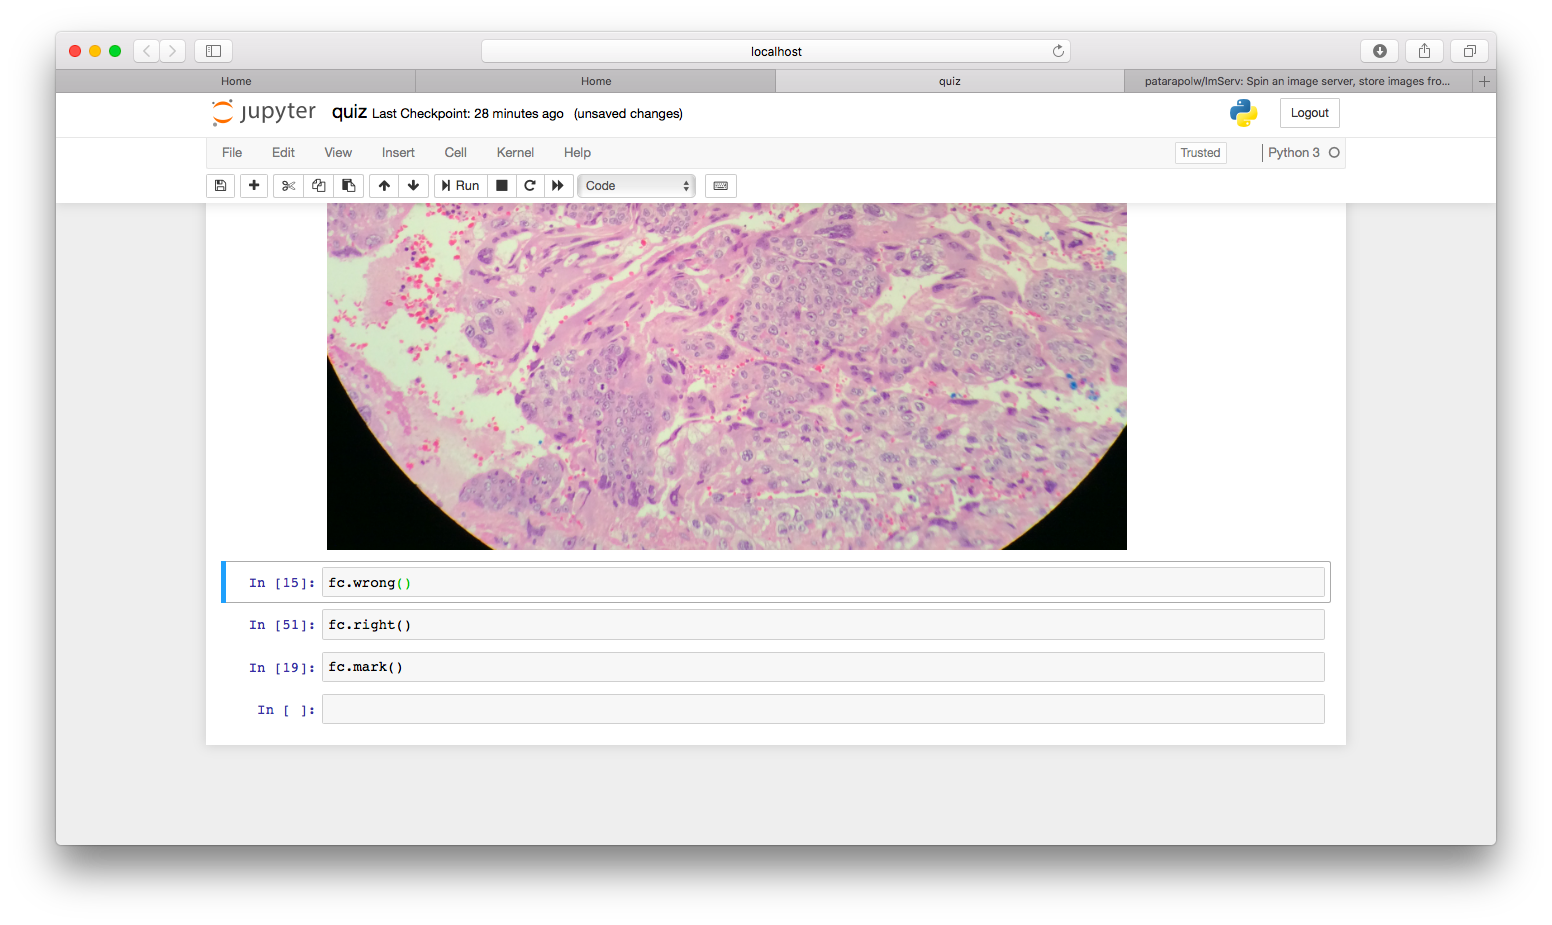 localhost
Home
Home
quiz
patarapolw/ImServ: Spin an image server, store images fro...
jupyter quiz Last Checkpoint: 28 minutes ago (unsaved changes)
Logout
File Edit View Insert Cell Kernel Help
Trusted
Python 3
Run
Code
In [15]: fc.wrong()
In [51]: fc.right()
In [19]: fc.mark()
In [ ]: